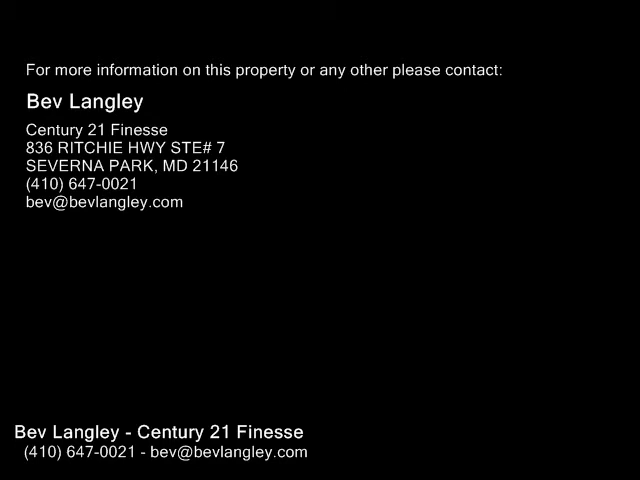 For more information on this property or any other please contact:
Bev Langley
Century 21 Finesse
836 RITCHIE HWY STE# 7
SEVERNA PARK, MD 21146
(410) 647-0021
bev@bevlangley.com
Bev Langley - Century 21 Finesse
(410) 647-0021 - bev@bevlangley.com